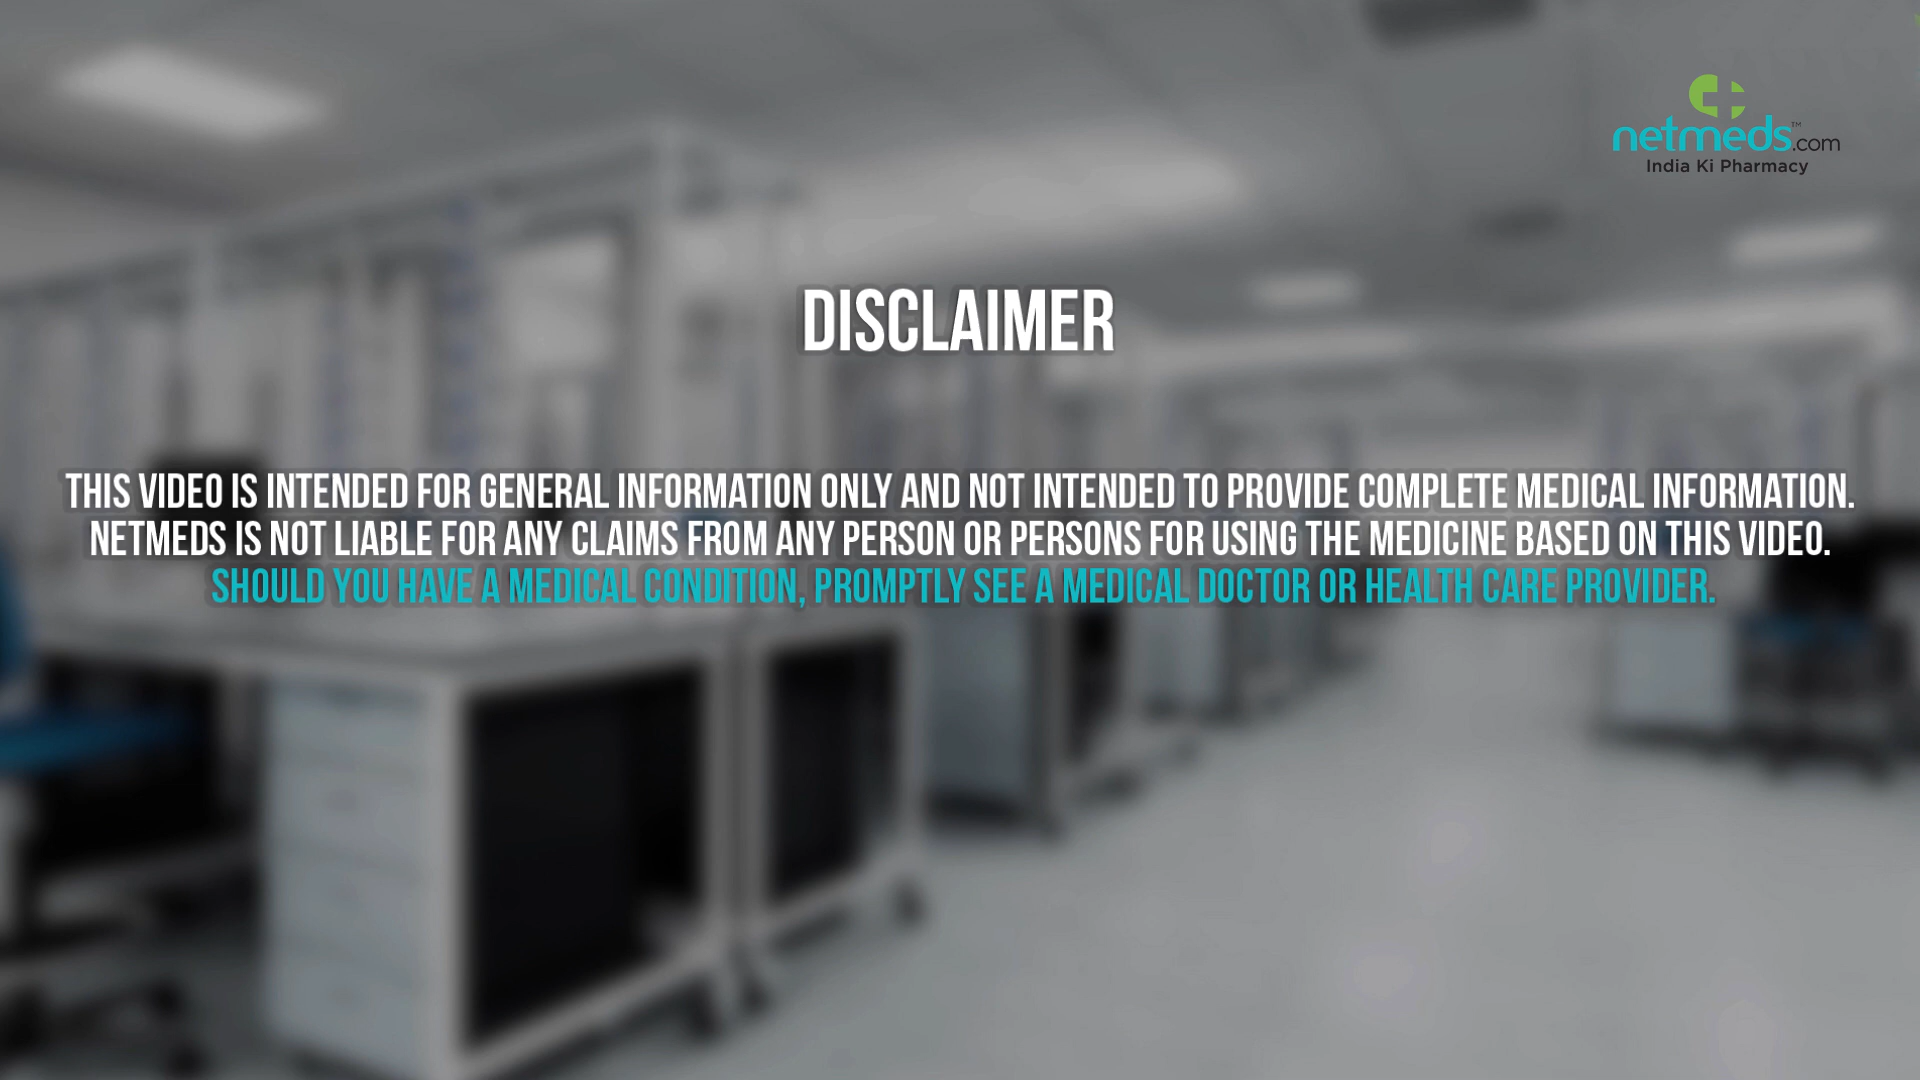 netmeds™.com
India Ki Pharmacy
DISCLAIMER
THIS VIDEO IS INTENDED FOR GENERAL INFORMATION ONLY AND NOT INTENDED TO PROVIDE COMPLETE MEDICAL INFORMATION.
NETMEDS IS NOT LIABLE FOR ANY CLAIMS FROM ANY PERSON OR PERSONS FOR USING THE MEDICINE BASED ON THIS VIDEO.
SHOULD YOU HAVE A MEDICAL CONDITION, PROMPTLY SEE A MEDICAL DOCTOR OR HEALTH CARE PROVIDER.